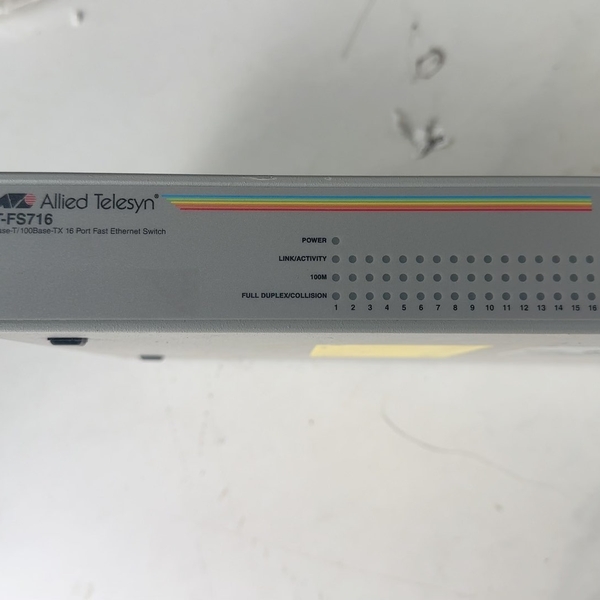 Allied Telesyn®
T-FS716
ase-T/100Base-TX 16 Port Fast Ethernet Switch
POWER
LINK/ACTIVITY
100M
FULL DUPLEX/COLLISION
1 2 3 4 5 6 7 8 9 10 11 12 13 14 15 16